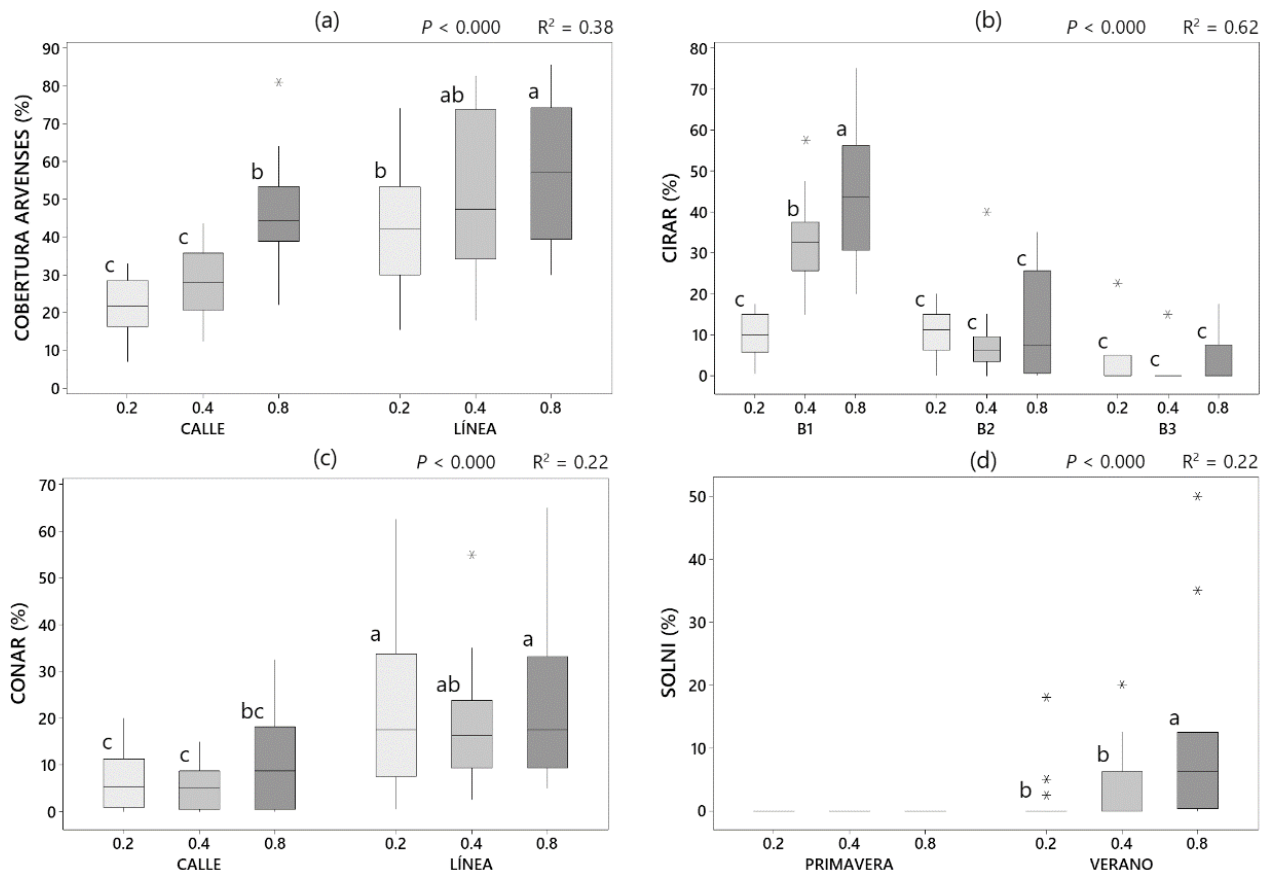 (a)
P < 0.000 R² = 0.38
COBERTURA ARVENSES (%)
90
80
70
60
50
40
30
20
10
0
c
c
b
b
ab
a
*
0.2 0.4 0.8 0.2 0.4 0.8
CALLE LÍNEA
(b)
P < 0.000 R² = 0.62
CIRAR (%)
80
70
60
50
40
30
20
10
0
c
b
a
c
c
c
c
c
c
*
*
*
*
0.2 0.4 0.8 0.2 0.4 0.8 0.2 0.4 0.8
B1 B2 B3
(c)
P < 0.000 R² = 0.22
CONAR (%)
70
60
50
40
30
20
10
0
c
c
bc
a
ab
a
*
0.2 0.4 0.8 0.2 0.4 0.8
CALLE LÍNEA
(d)
P < 0.000 R² = 0.22
SOLNI (%)
50
40
30
20
10
0
b
b
a
*
*
*
*
*
*
0.2 0.4 0.8 0.2 0.4 0.8
PRIMAVERA VERANO